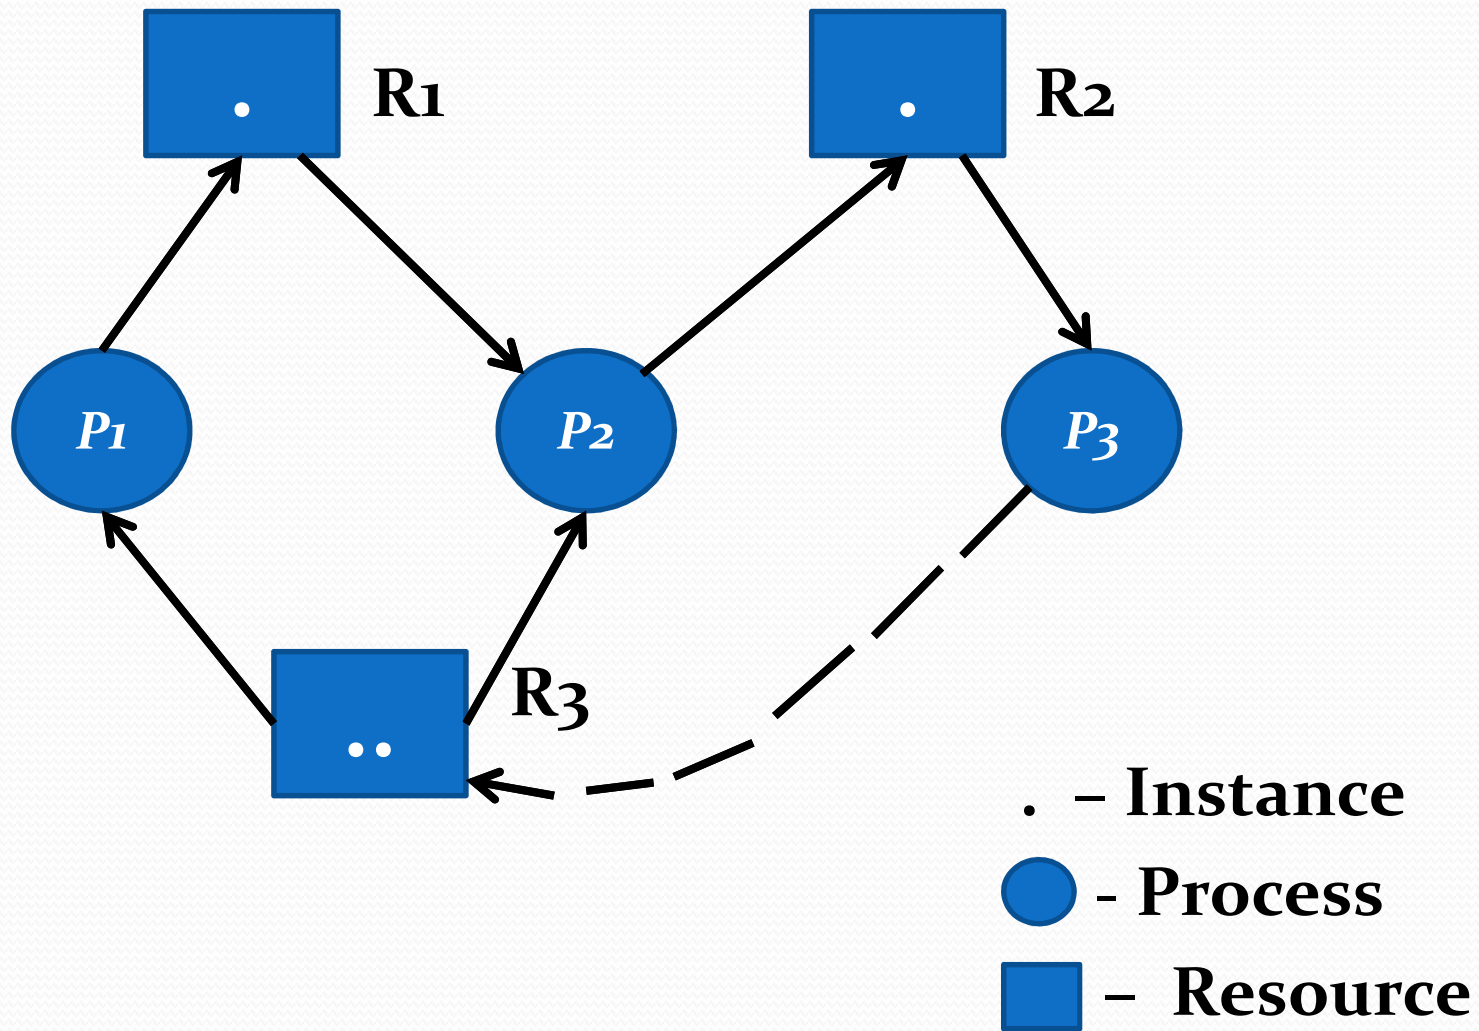 R1
R2
P1
P2
P3
R3
. – Instance
- Process
– Resource